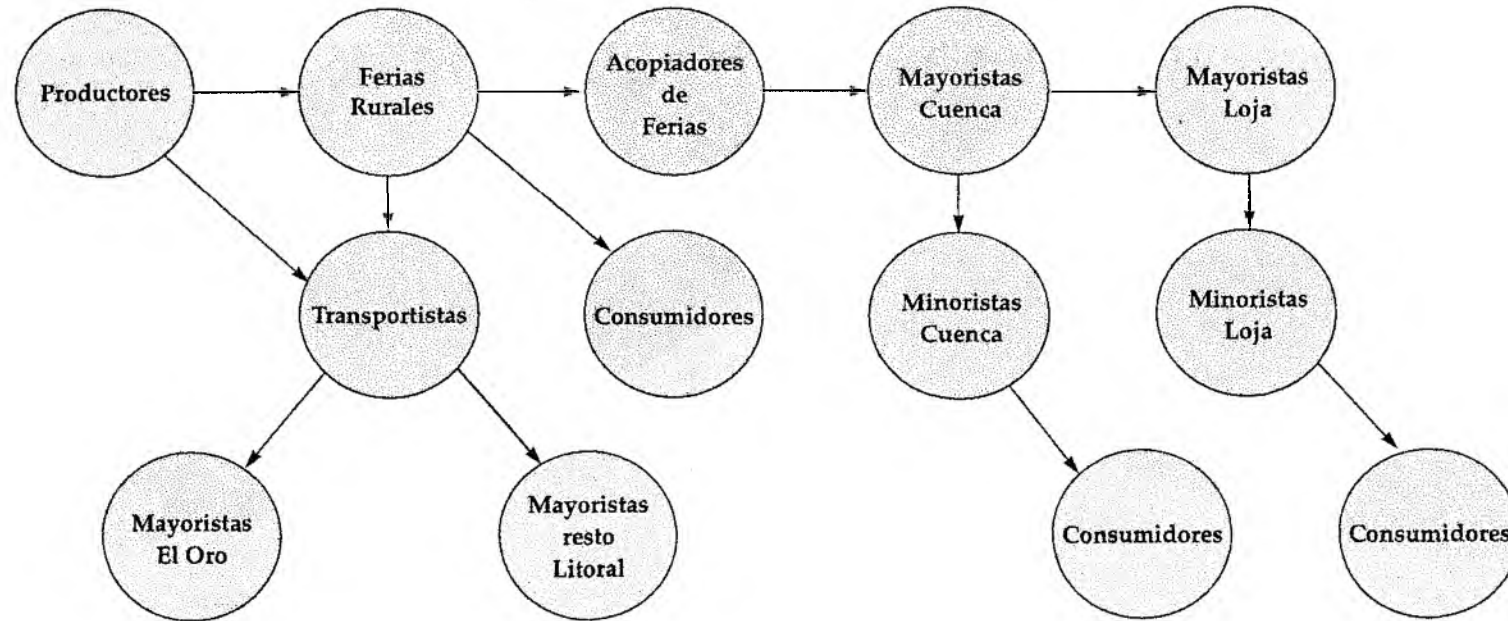 Productores
Ferias
Rurales
Acopiadores
de
Ferias
Mayoristas
Cuenca
Mayoristas
Loja
Transportistas
Consumidores
Minoristas
Cuenca
Minoristas
Loja
Mayoristas
El Oro
Mayoristas
resto
Litoral
Consumidores
Consumidores